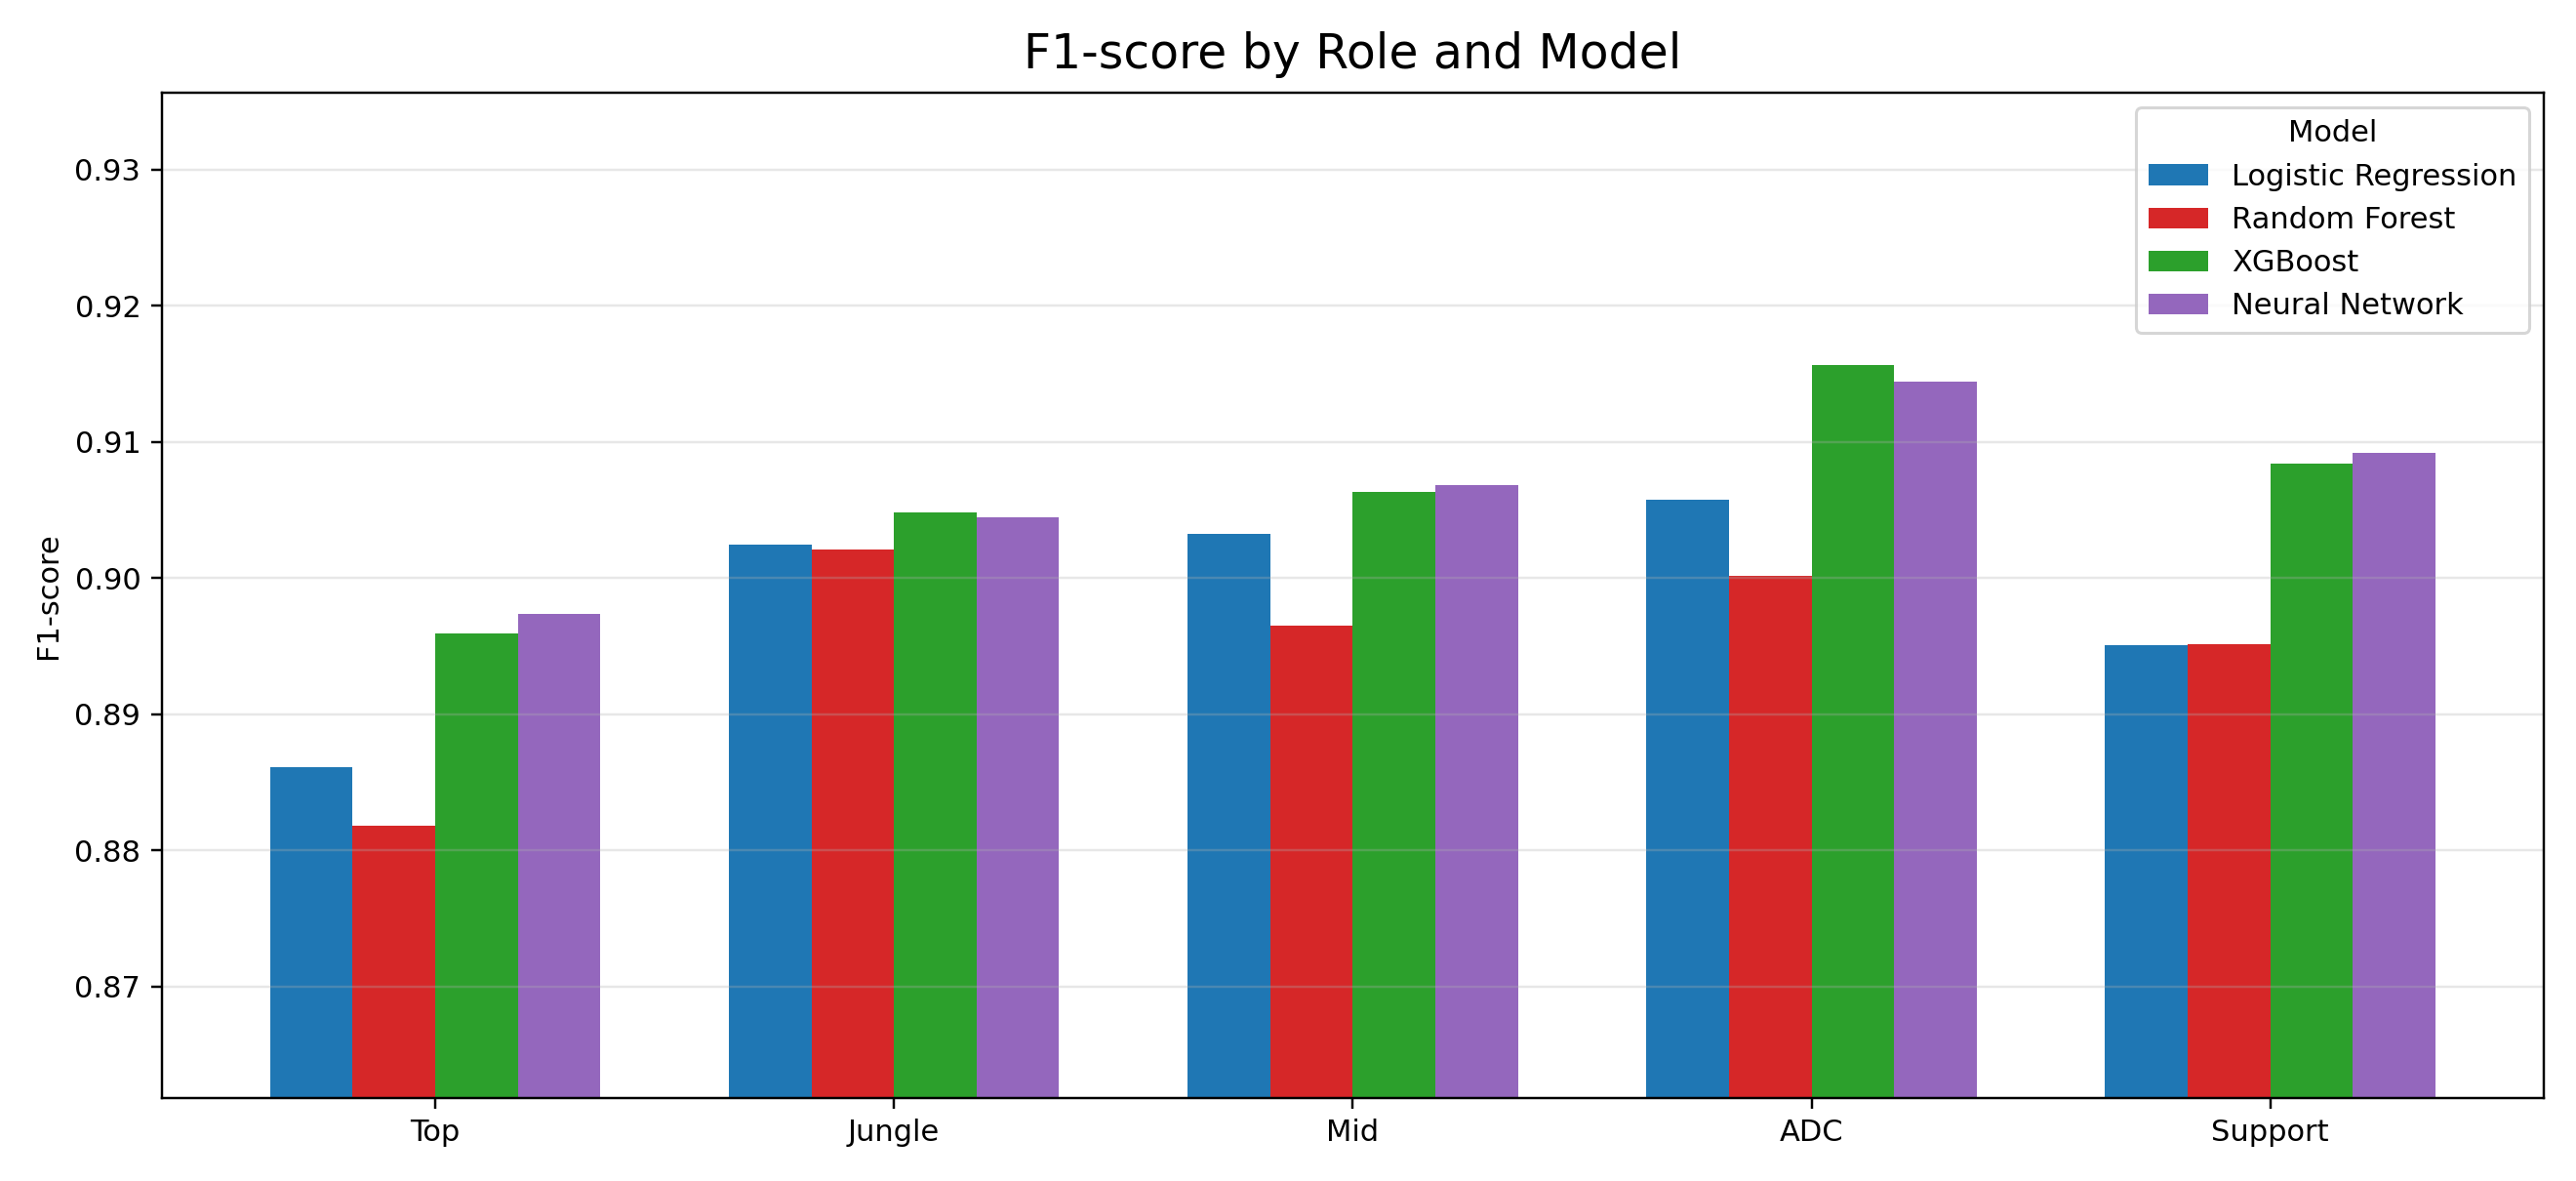 F1-score by Role and Model
Model
Logistic Regression
Random Forest
XGBoost
Neural Network
0.93
0.92
0.91
0.90
0.89
0.88
0.87
F1-score
Top
Jungle
Mid
ADC
Support